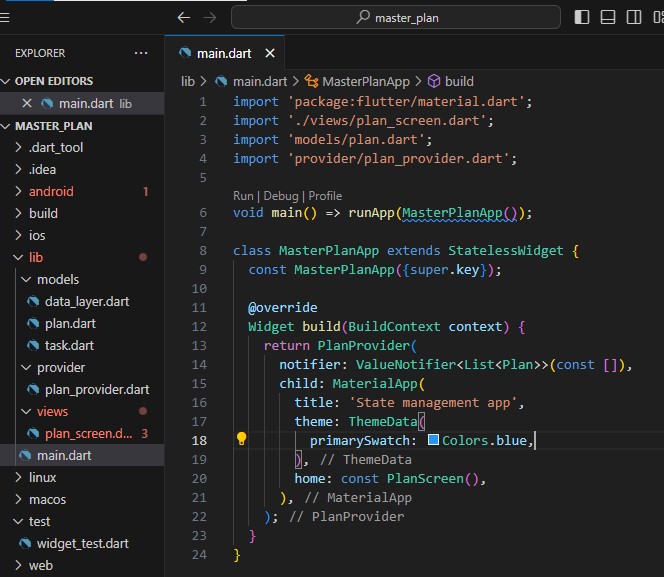 master_plan
EXPLORER
OPEN EDITORS
main.dart lib
MASTER_PLAN
.dart_tool
.idea
android 1
build
ios
lib
models
data_layer.dart
plan.dart
task.dart
provider
plan_provider.dart
views
plan_screen.d... 3
main.dart
linux
macos
test
widget_test.dart
web
main.dart
lib > main.dart > MasterPlanApp > build
1 import 'package:flutter/material.dart';
2 import './views/plan_screen.dart';
3 import 'models/plan.dart';
4 import 'provider/plan_provider.dart';
5
Run | Debug | Profile
6 void main() => runApp(MasterPlanApp());
7
8 class MasterPlanApp extends StatelessWidget {
9 const MasterPlanApp({super.key});
10
11 @override
12 Widget build(BuildContext context) {
13 return PlanProvider(
14 notifier: ValueNotifier<List<Plan>>(const []),
15 child: MaterialApp(
16 title: 'State management app',
17 theme: ThemeData(
18 primarySwatch: Colors.blue,
19 ), // ThemeData
20 home: const PlanScreen(),
21 ), // MaterialApp
22 ); // PlanProvider
23 }
24 }